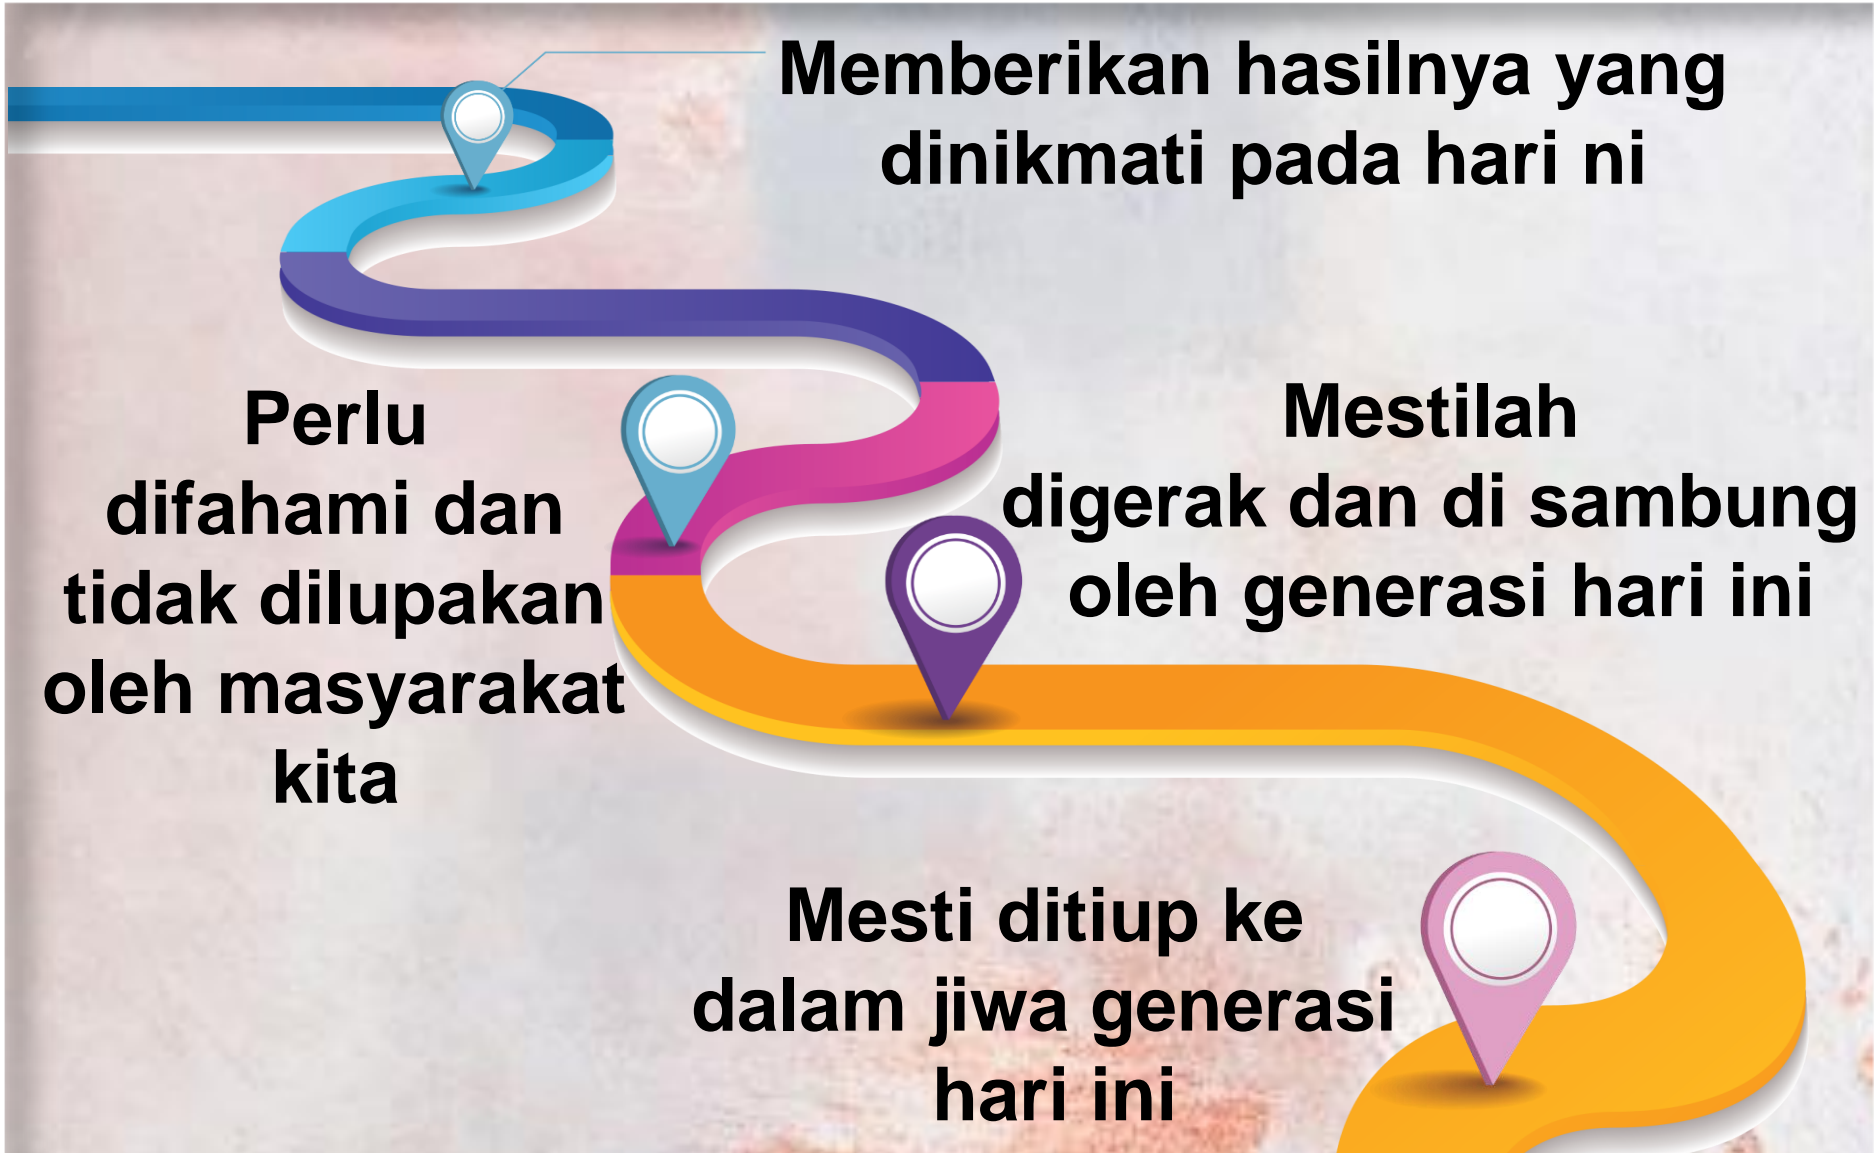 Memberikan hasilnya yang
dinikmati pada hari ni
Perlu
difahami dan
tidak dilupakan
oleh masyarakat
kita
Mestilah
digerak dan di sambung
oleh generasi hari ini
Mesti ditiup ke
dalam jiwa generasi
hari ini